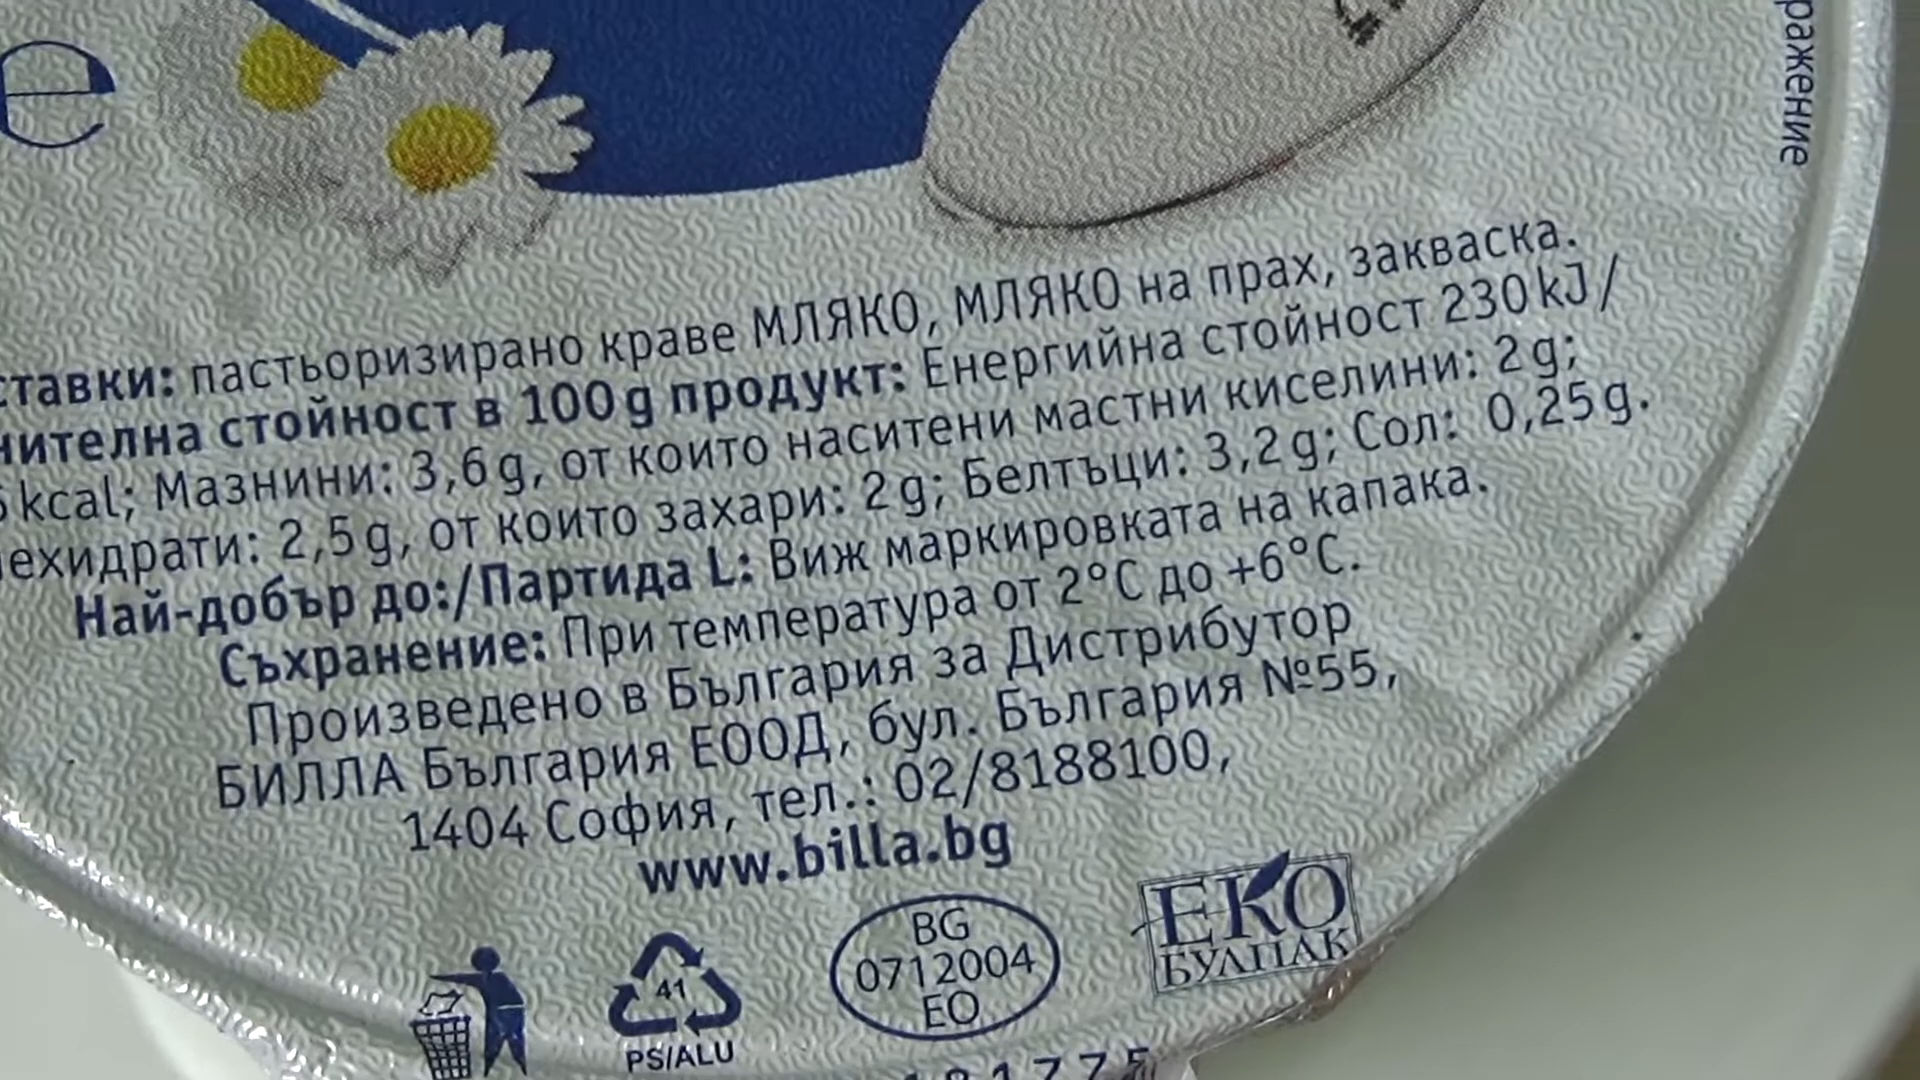 е
ражение
ставки: пастьоризирано краве МЛЯКО, МЛЯКО на прах, закваска.
нителна стойност в 100g продукт: Енергийна стойност 230kJ/
kcal; Мазнини: 3,6g, от които наситени мастни киселини: 2g;
ехидрати: 2,5g, от които захари: 2g; Белтъци: 3,2g; Сол: 0,25g.
Най-добър до:/Партида L: Виж маркировката на капака.
Съхранение: При температура от 2°C до +6°C.
Произведено в България за Дистрибутор
БИЛЛА България ЕООД, бул. България №55,
1404 София, тел.: 02/8188100,
www.billa.bg
BG
0712004
EO
ЕКО
БУЛПАК
41
PS/ALU